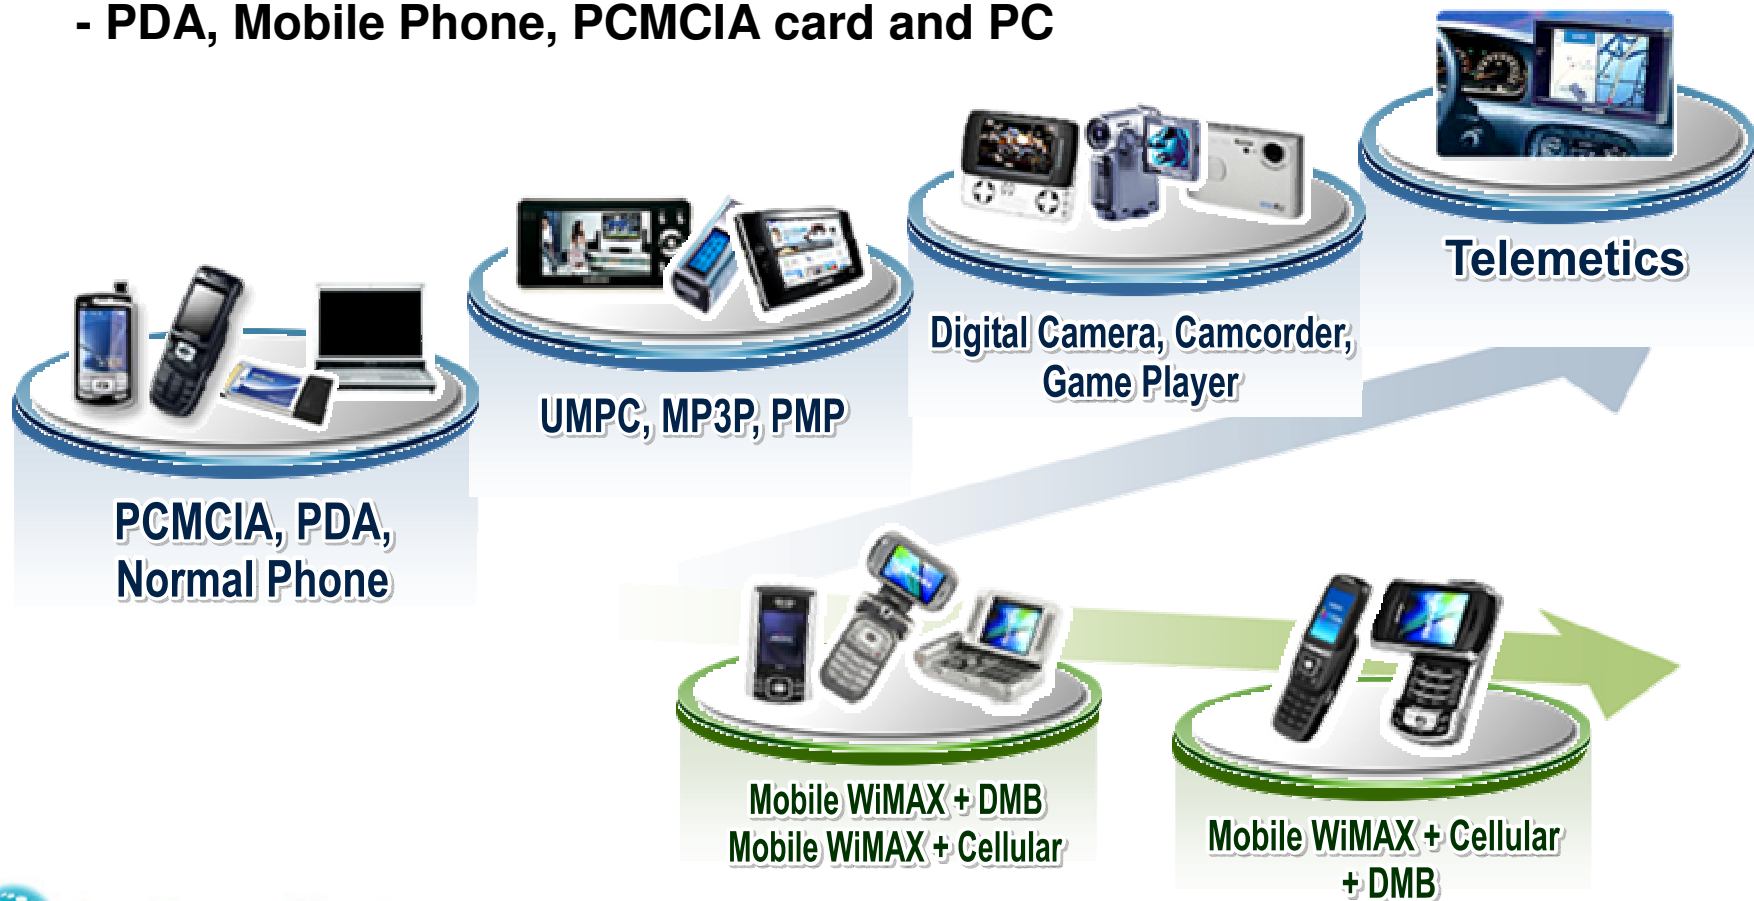 - PDA, Mobile Phone, PCMCIA card and PC
Telemetics
Digital Camera, Camcorder,
Game Player
UMPC, MP3P, PMP
PCMCIA, PDA,
Normal Phone
Mobile WiMAX + DMB
Mobile WiMAX + Cellular
Mobile WiMAX + Cellular
+ DMB